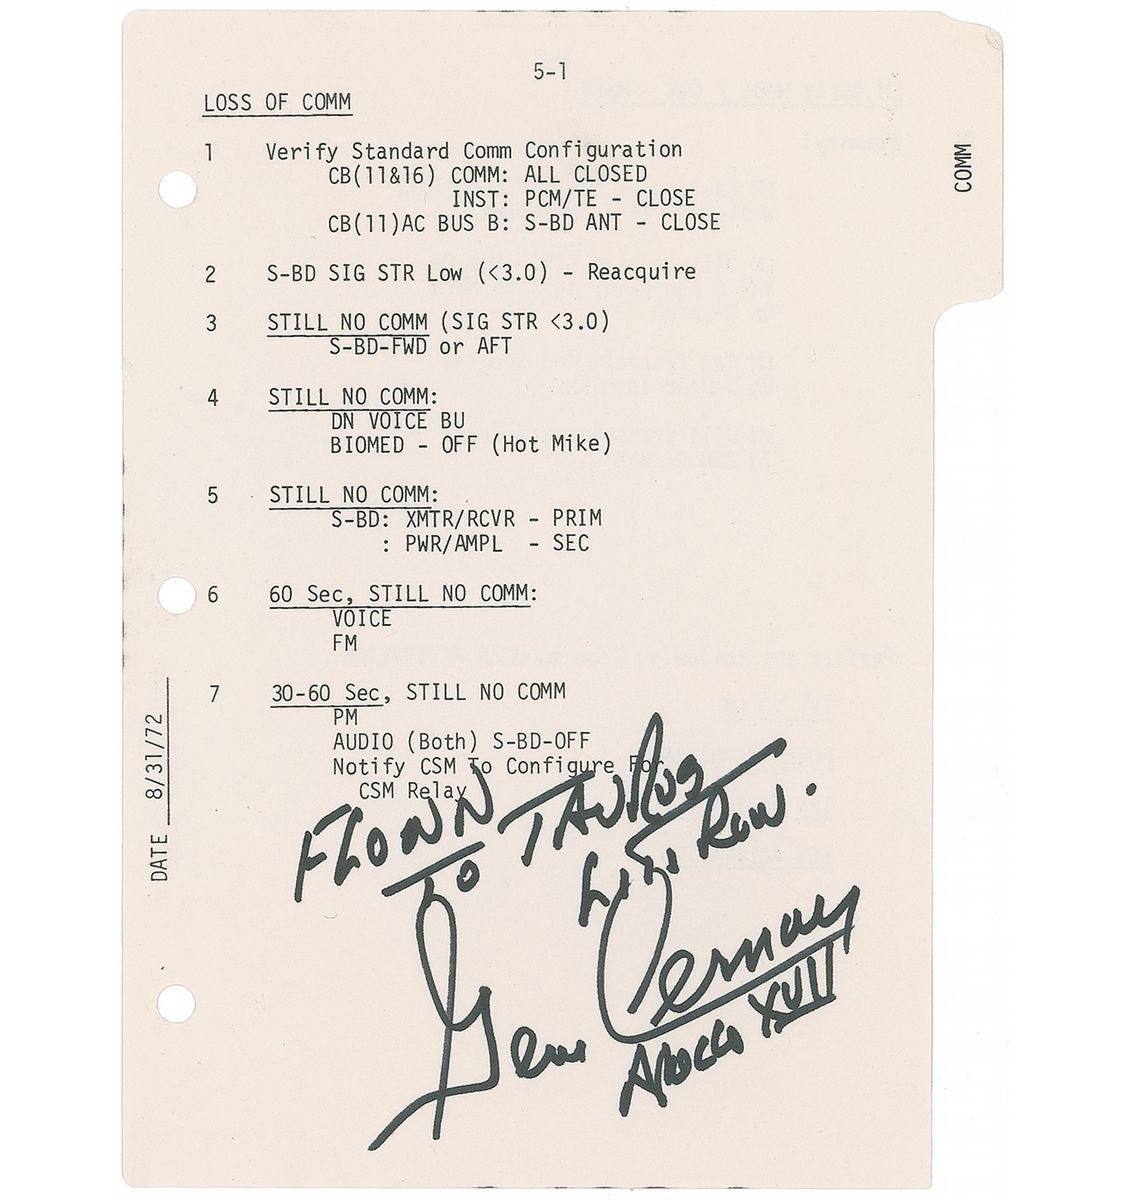 5-1
LOSS OF COMM
COMM
1 Verify Standard Comm Configuration
CB(11&16) COMM: ALL CLOSED
INST: PCM/TE - CLOSE
CB(11)AC BUS B: S-BD ANT - CLOSE
2 S-BD SIG STR Low (<3.0) - Reacquire
3 STILL NO COMM (SIG STR <3.0)
S-BD-FWD or AFT
4 STILL NO COMM:
DN VOICE BU
BIOMED - OFF (Hot Mike)
5 STILL NO COMM:
S-BD: XMTR/RCVR - PRIM
: PWR/AMPL - SEC
6 60 Sec, STILL NO COMM:
VOICE
FM
7 30-60 Sec, STILL NO COMM
PM
AUDIO (Both) S-BD-OFF
Notify CSM To Configure For
CSM Relay
DATE 8/31/72
FLOWN TO TAURUS
LITTROW.
Gene Cernan
APOLLO XVII